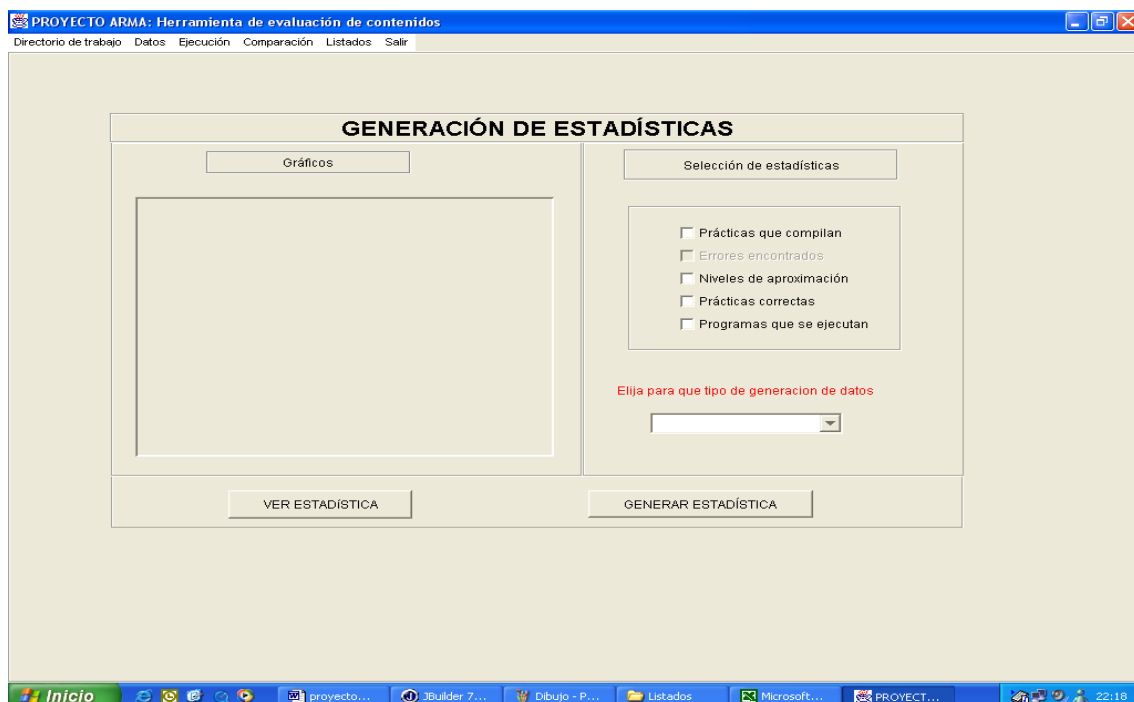 PROYECTO ARMA: Herramienta de evaluación de contenidos
Directorio de trabajo Datos Ejecución Comparación Listados Salir
GENERACIÓN DE ESTADÍSTICAS
Gráficos
Selección de estadísticas
Prácticas que compilan
Errores encontrados
Niveles de aproximación
Prácticas correctas
Programas que se ejecutan
Elija para que tipo de generacion de datos
VER ESTADíSTICA
GENERAR ESTADÍSTICA
Inicio proyecto... JBuilder 7... Dibujo - P... Listados Microsoft... PROYECT... 22:18